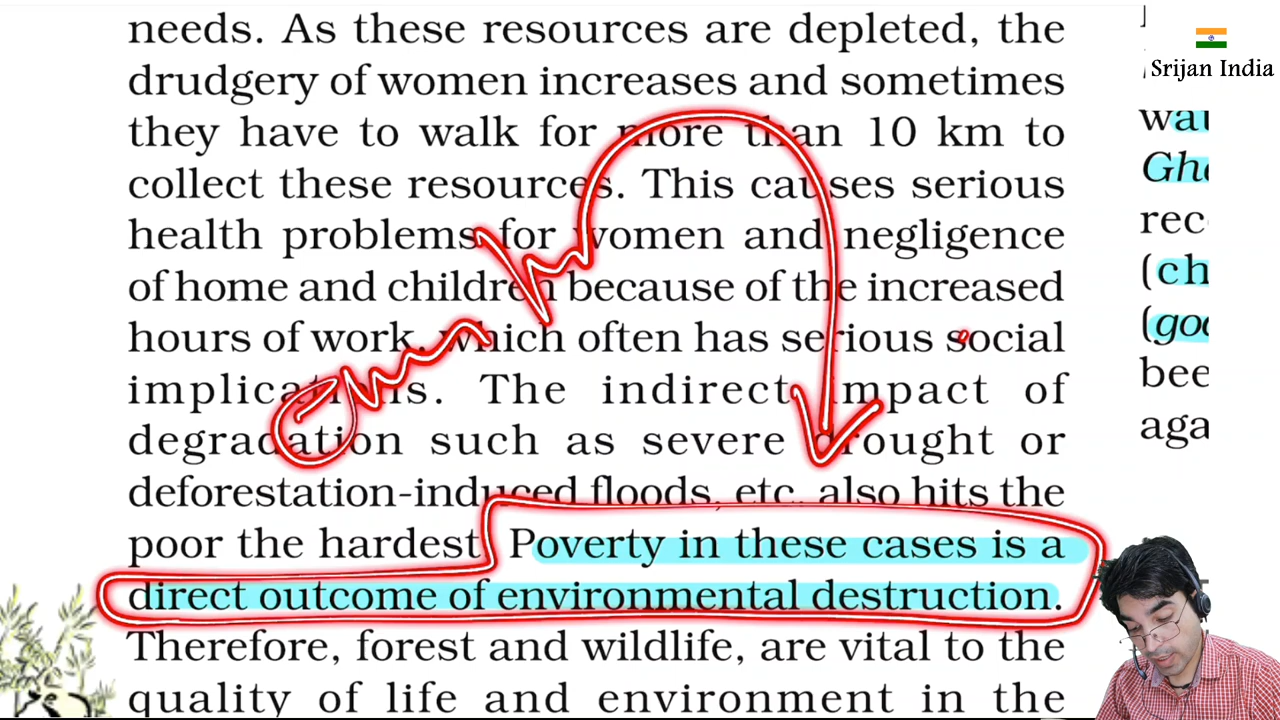 needs. As these resources are depleted, the
drudgery of women increases and sometimes
they have to walk for more than 10 km to
collect these resources. This causes serious
health problems for women and negligence
of home and children because of the increased
hours of work, which often has serious social
implications. The indirect impact of
degradation such as severe drought or
deforestation-induced floods, etc. also hits the
poor the hardest. Poverty in these cases is a
direct outcome of environmental destruction.
Therefore, forest and wildlife, are vital to the
quality of life and environment in the
Srijan India
wat
Gho
rec
(ch
(god
bee
aga